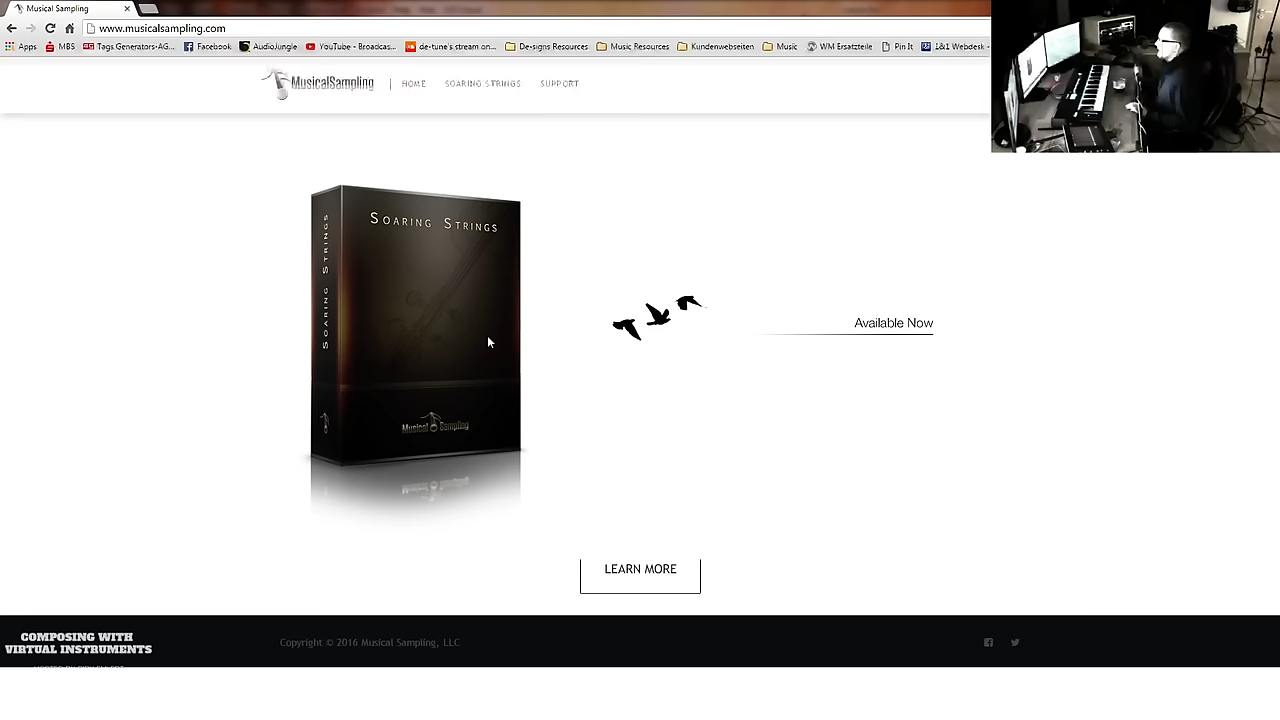 Musical Sampling
www.musicalsampling.com
Apps MBS Tags.Generators-AG... Facebook AudioJungle YouTube - Broadcas... de-tune's stream on... De-signs Resources Music Resources Kundenwebseiten Music WM Ersatzteile Pin It 1&1 Webdesk -
MusicalSampling | HOME SOARING STRINGS SUPPORT
SOARING STRINGS
SOARING STRINGS
Available Now
Musical Sampling
LEARN MORE
COMPOSING WITH
VIRTUAL INSTRUMENTS
Copyright © 2016 Musical Sampling, LLC